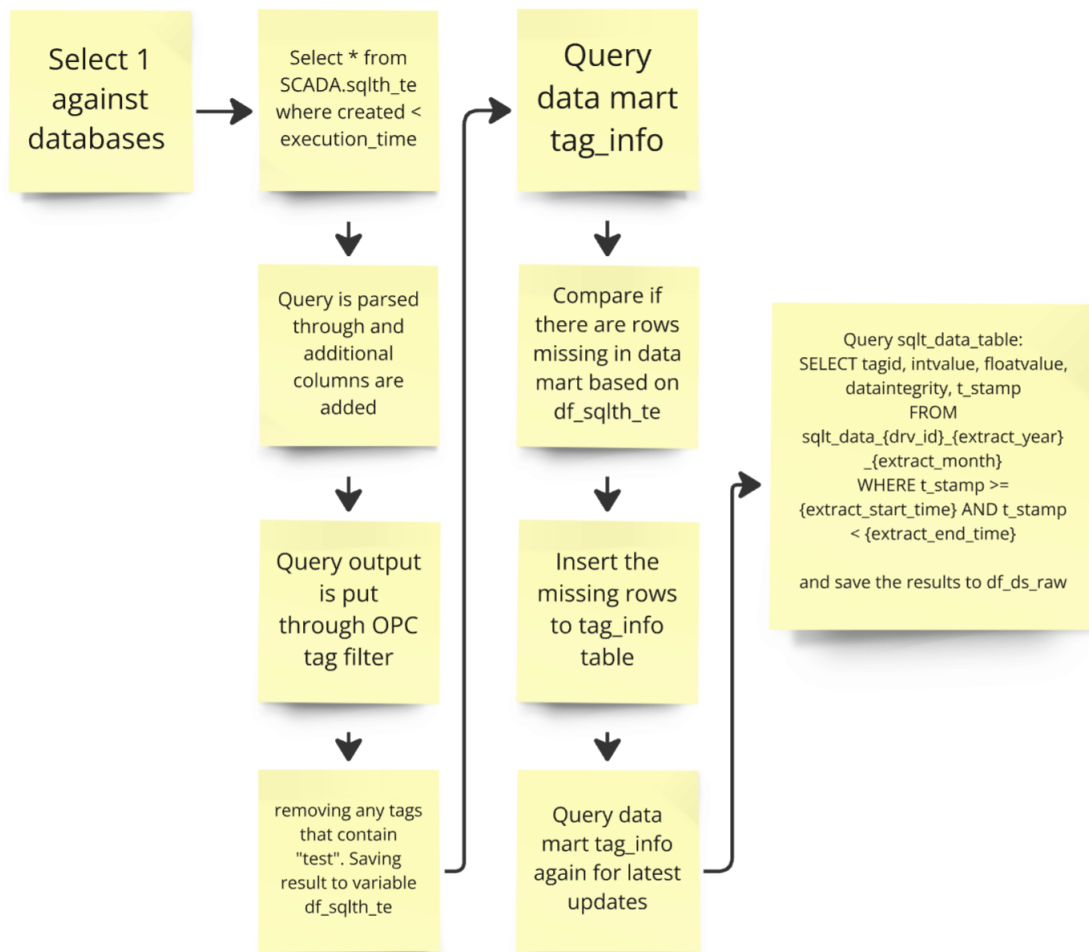 Select 1
against
databases
Select * from
SCADA.sqlth_te
where created <
execution_time
Query is parsed
through and
additional
columns are
added
Query output
is put
through OPC
tag filter
removing any tags
that contain
"test". Saving
result to variable
df_sqlth_te
Query
data mart
tag_info
Compare if
there are rows
missing in data
mart based on
df_sqlth_te
Insert the
missing rows
to tag_info
table
Query data
mart tag_info
again for latest
updates
Query sqlt_data_table:
SELECT tagid, intvalue, floatvalue,
dataintegrity, t_stamp
FROM
sqlt_data_{drv_id}_{extract_year}
_{extract_month}
WHERE t_stamp >=
{extract_start_time} AND t_stamp
< {extract_end_time}
and save the results to df_ds_raw